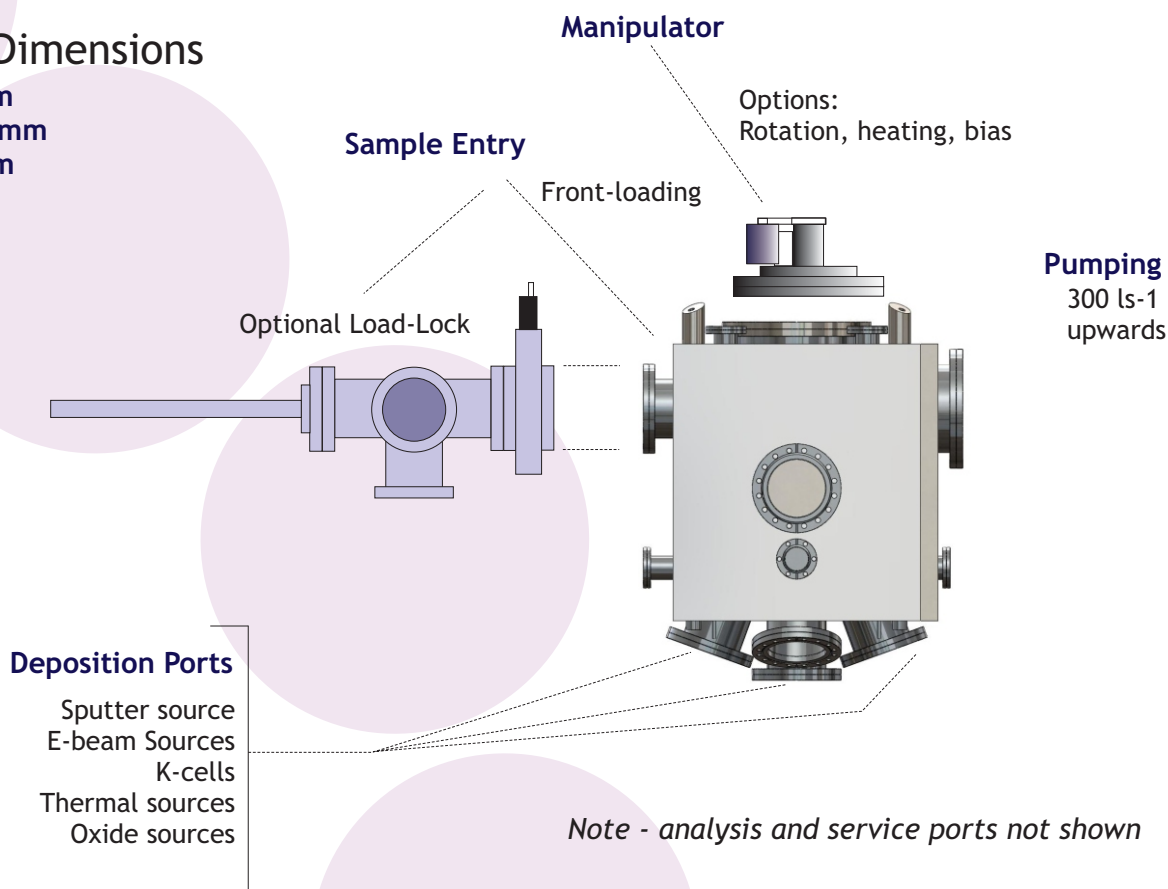 Dimensions
mm
Manipulator
Options:
Rotation, heating, bias
Sample Entry
Front-loading
Optional Load-Lock
Pumping
300 ls-1
upwards
Deposition Ports
Sputter source
E-beam Sources
K-cells
Thermal sources
Oxide sources
Note - analysis and service ports not shown